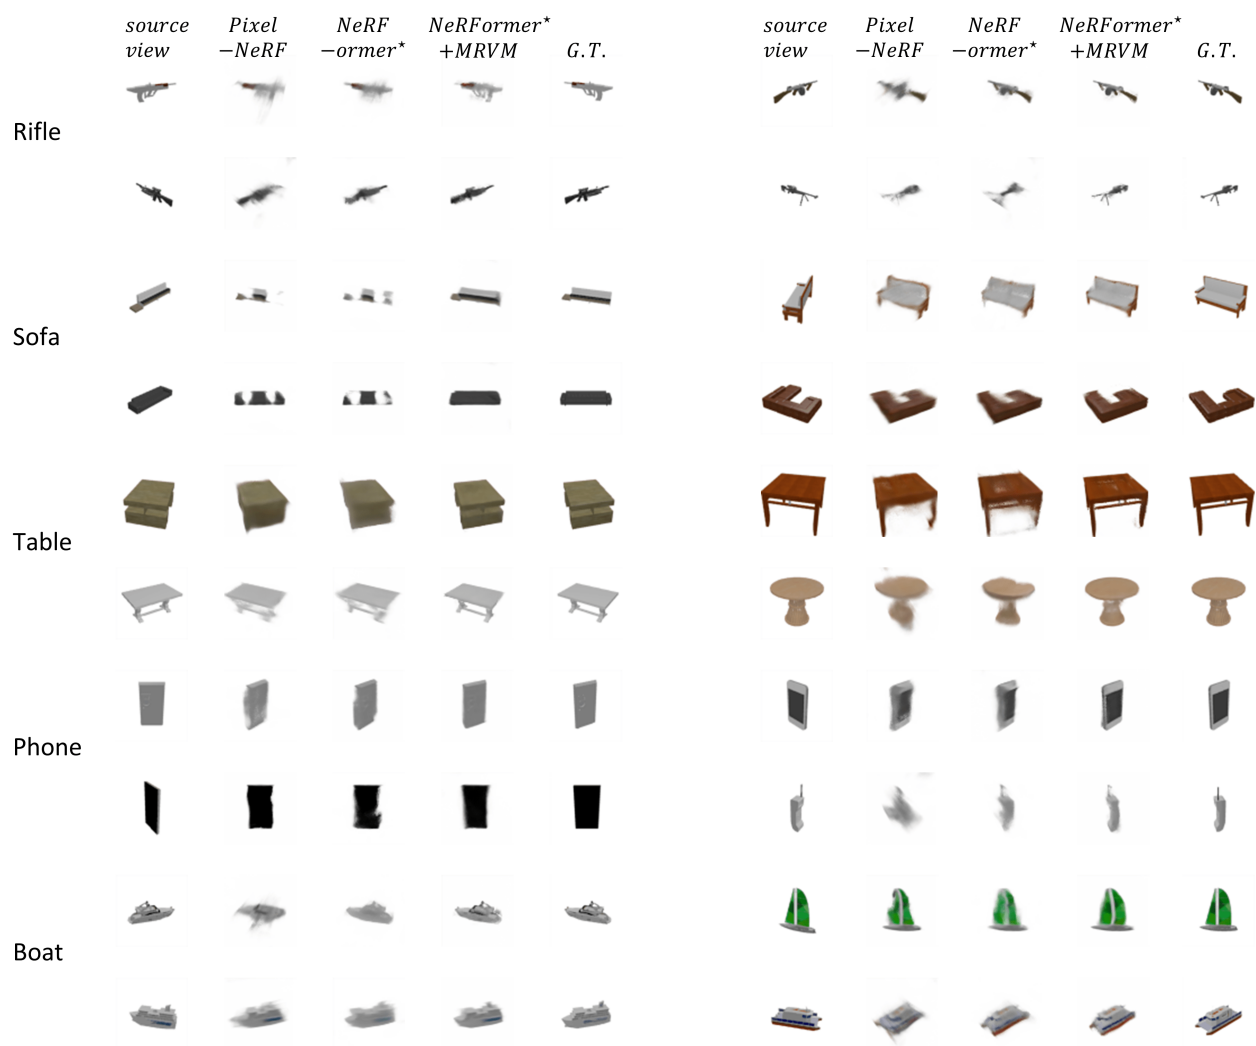 source view Pixel −NeRF NeRF −ormer⋆ NeRFormer⋆ +MRVM G.T. source view Pixel −NeRF NeRF −ormer⋆ NeRFormer⋆ +MRVM G.T.
Rifle
Sofa
Table
Phone
Boat